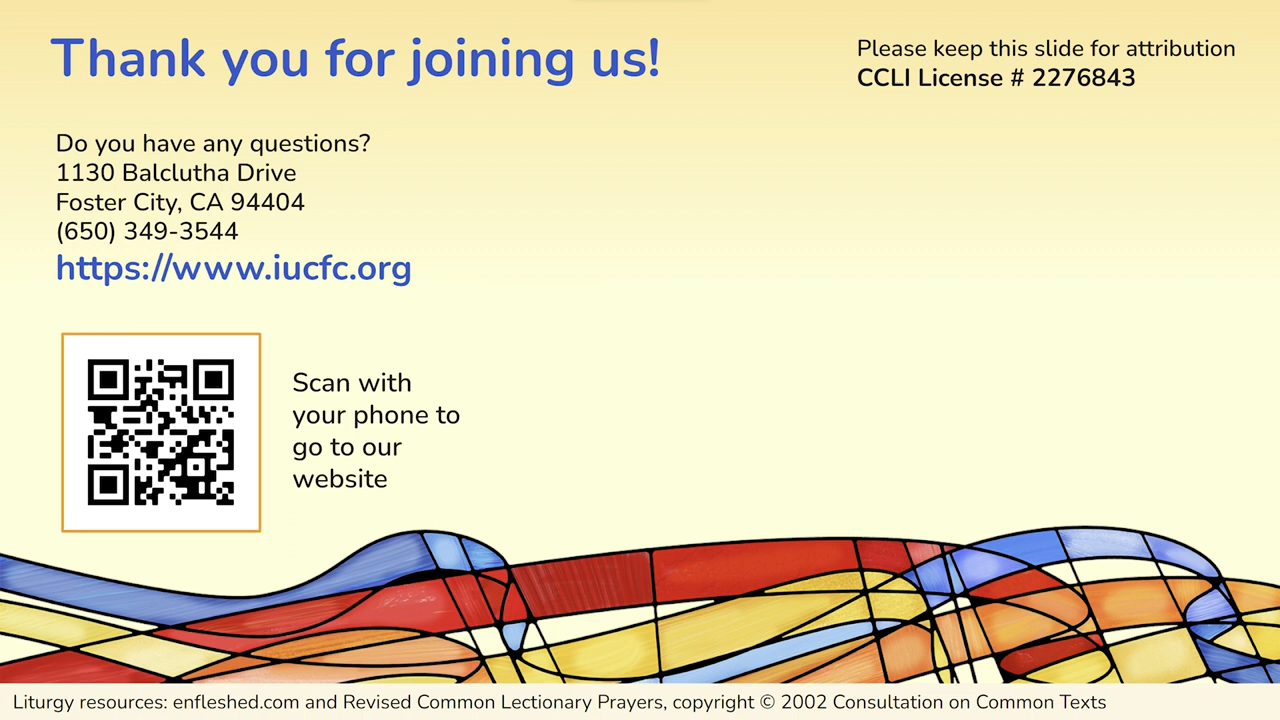 Thank you for joining us!
Please keep this slide for attribution
CCLI License # 2276843
Do you have any questions?
1130 Balclutha Drive
Foster City, CA 94404
(650) 349-3544
https://www.iucfc.org
Scan with
your phone to
go to our
website
Liturgy resources: enfleshed.com and Revised Common Lectionary Prayers, copyright © 2002 Consultation on Common Texts